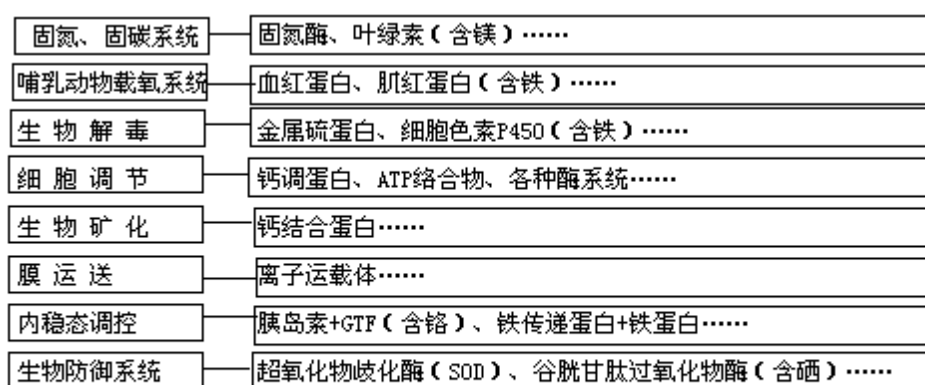 固氮、固碳系统 固氮酶、叶绿素（含镁）……
哺乳动物载氧系统 血红蛋白、肌红蛋白（含铁）……
生物解毒 金属硫蛋白、细胞色素P450（含铁）……
细胞调节 钙调蛋白、ATP络合物、各种酶系统……
生物矿化 钙结合蛋白……
膜运送 离子运载体……
内稳态调控 胰岛素+GTF（含铬）、铁传递蛋白+铁蛋白……
生物防御系统 超氧化物歧化酶（SOD）、谷胱甘肽过氧化物酶（含硒）……